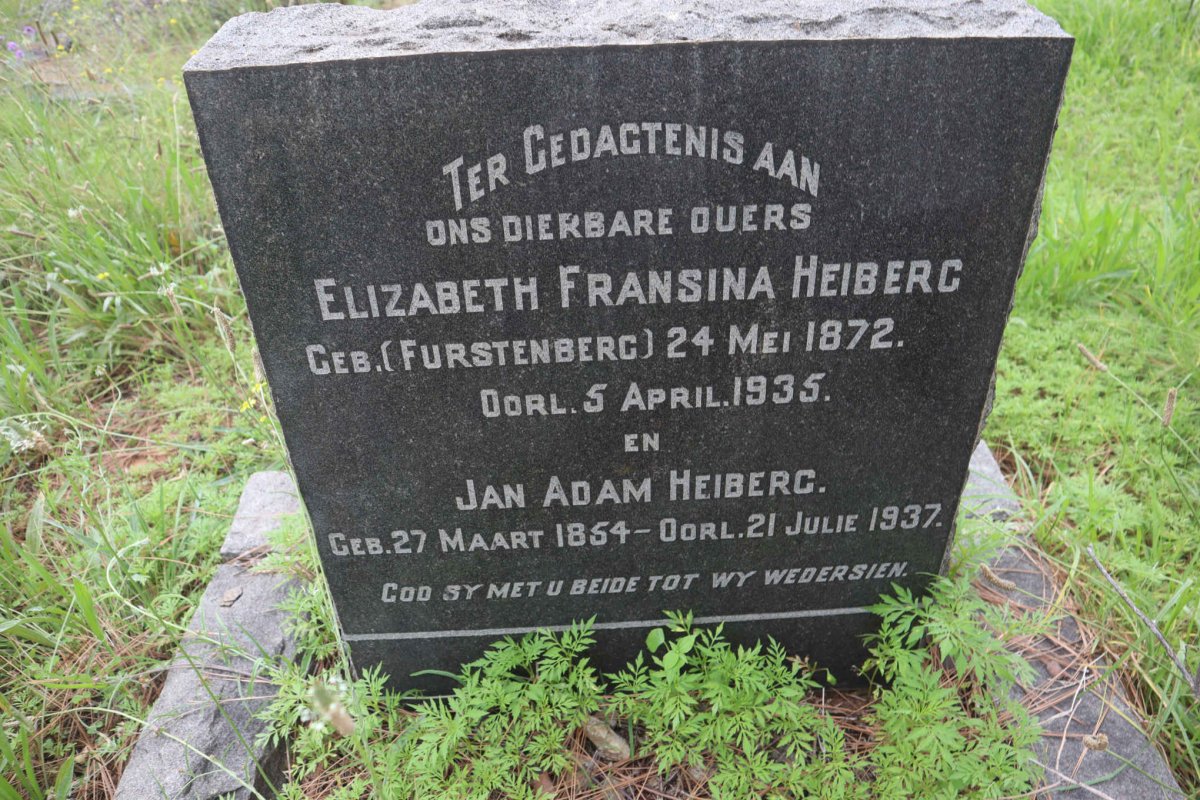 TER GEDAGTENIS AAN
ONS DIERBARE OUERS
ELIZABETH FRANSINA HEIBERG
GEB.(FURSTENBERG) 24 MEI 1872.
OORL. 5 APRIL.1935.
EN
JAN ADAM HEIBERG.
GEB. 27 MAART 1854 – OORL. 21 JULIE 1937.
GOD SY MET U BEIDE TOT WY WEDERSIEN.